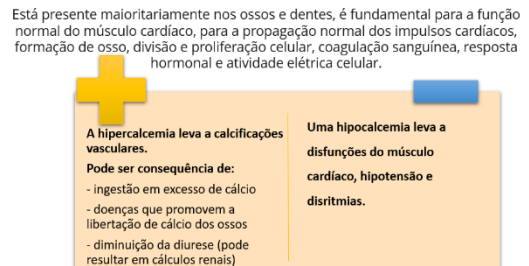 Está presente maioritariamente nos ossos e dentes, é fundamental para a função
normal do músculo cardíaco, para a propagação normal dos impulsos cardíacos,
formação de osso, divisão e proliferação celular, coagulação sanguínea, resposta
hormonal e atividade elétrica celular.
A hipercalcemia leva a calcificações
vasculares.
Pode ser consequência de:
- ingestão em excesso de cálcio
- doenças que promovem a
libertação de cálcio dos ossos
- diminuição da diurese (pode
resultar em cálculos renais)
Uma hipocalcemia leva a
disfunções do músculo
cardíaco, hipotensão e
disritmias.